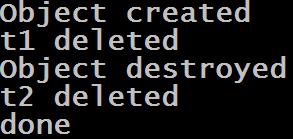 Object created
t1 deleted
Object destroyed
t2 deleted
done